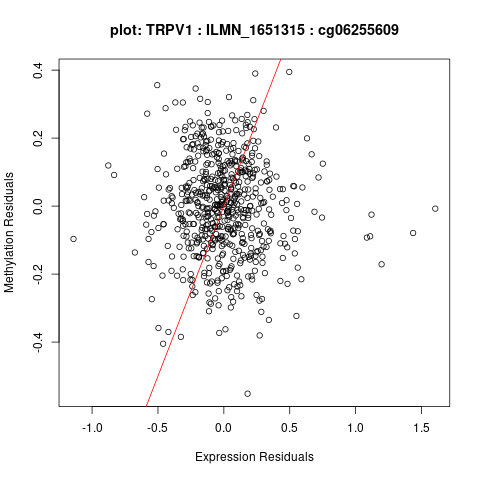 plot: TRPV1 : ILMN_1651315 : cg06255609
Methylation Residuals
0.4
0.2
0.0
-0.2
-0.4
-1.0 -0.5 0.0 0.5 1.0 1.5
Expression Residuals